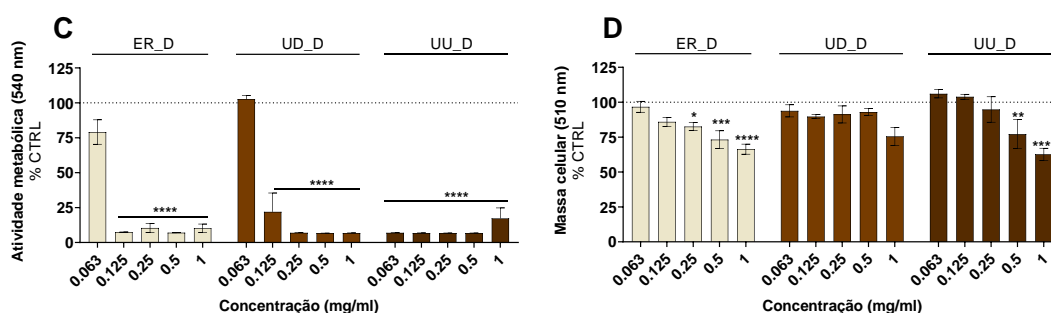 C
ER_D UD_D UU_D
Atividade metabólica (540 nm)
% CTRL
125
100
75
50
25
0
**** **** ****
0.063 0.125 0.25 0.5 1 0.063 0.125 0.25 0.5 1 0.063 0.125 0.25 0.5 1
Concentração (mg/ml)
D
ER_D UD_D UU_D
Massa celular (510 nm)
% CTRL
125
100
75
50
25
0
* *** **** ** ***
0.063 0.125 0.25 0.5 1 0.063 0.125 0.25 0.5 1 0.063 0.125 0.25 0.5 1
Concentração (mg/ml)